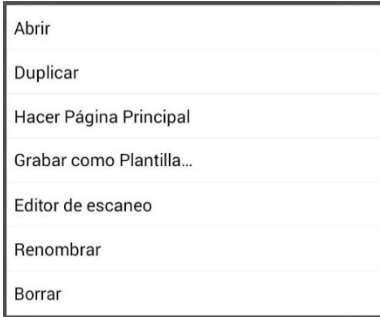 Abrir
Duplicar
Hacer Página Principal
Grabar como Plantilla...
Editor de escaneo
Renombrar
Borrar